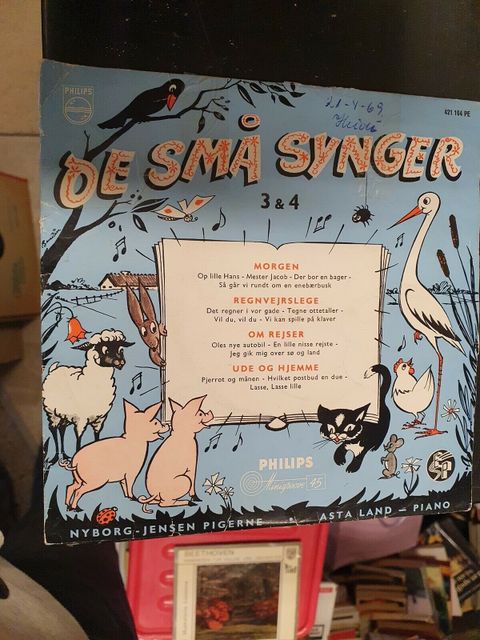 PHILIPS
21-4-69
421 164 PE
DE SMÅ SYNGER
3 & 4
MORGEN
Op lille Hans - Mester Jacob - Der bor en bager -
Så går vi rundt om en enebærbusk
REGNVEJRSLEGE
Det regner i vor gade - Tegne ottetaller -
Vil du, vil du - Vi kan spille på klaver
OM REJSER
Oles nye autobil - En lille nisse rejste -
Jeg gik mig over sø og land
UDE OG HJEMME
Pjerrot og månen - Hvilket postbud en due -
Lasse, Lasse lille
PHILIPS
Minigroove 45
NYBORG-JENSEN PIGERNE • ASTA LAND - PIANO
BEETHOVEN